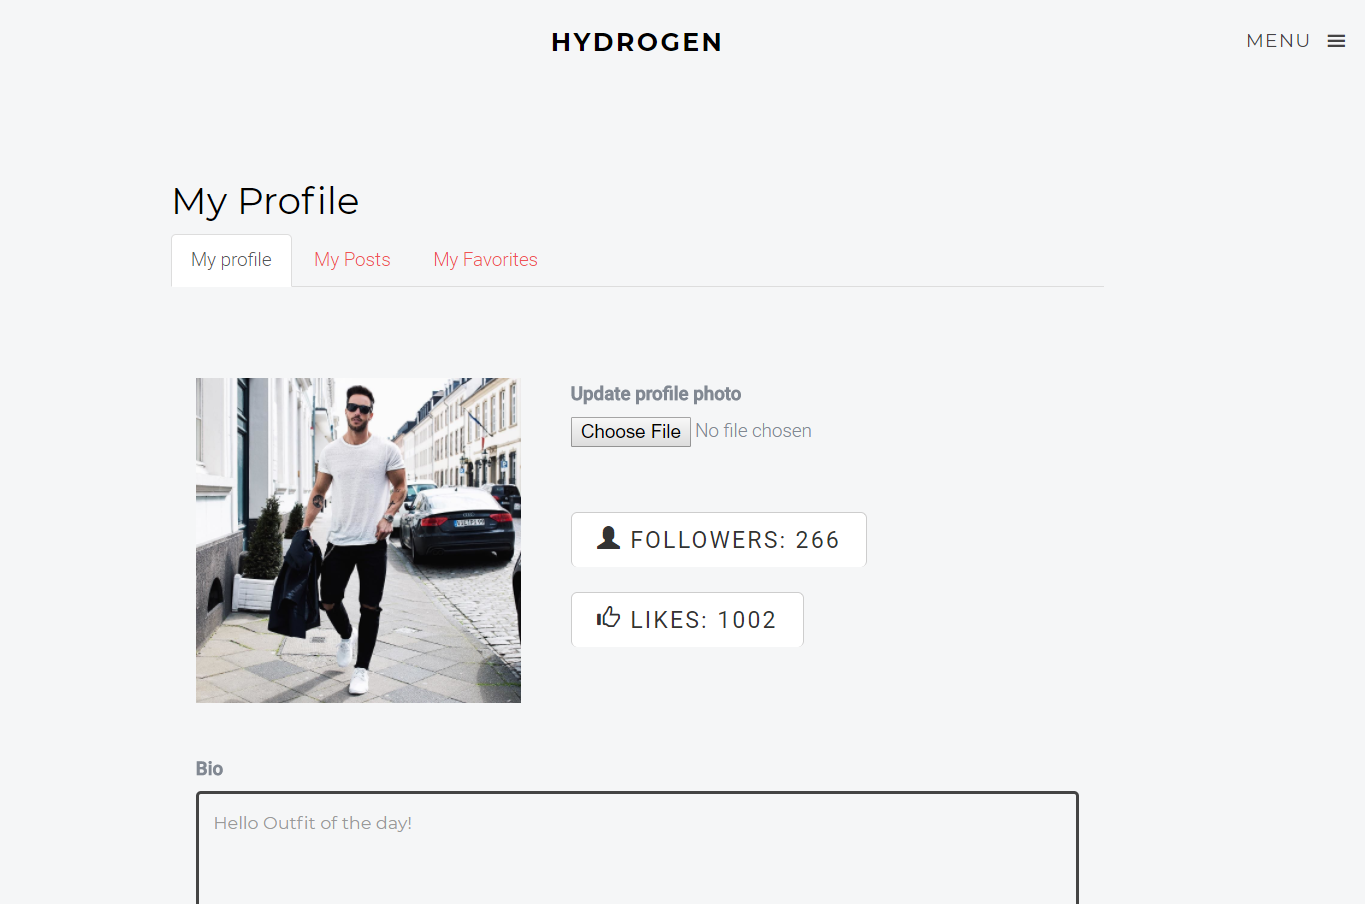 HYDROGEN
MENU
My Profile
My profile
My Posts
My Favorites
Update profile photo
Choose File No file chosen
FOLLOWERS: 266
LIKES: 1002
Bio
Hello Outfit of the day!